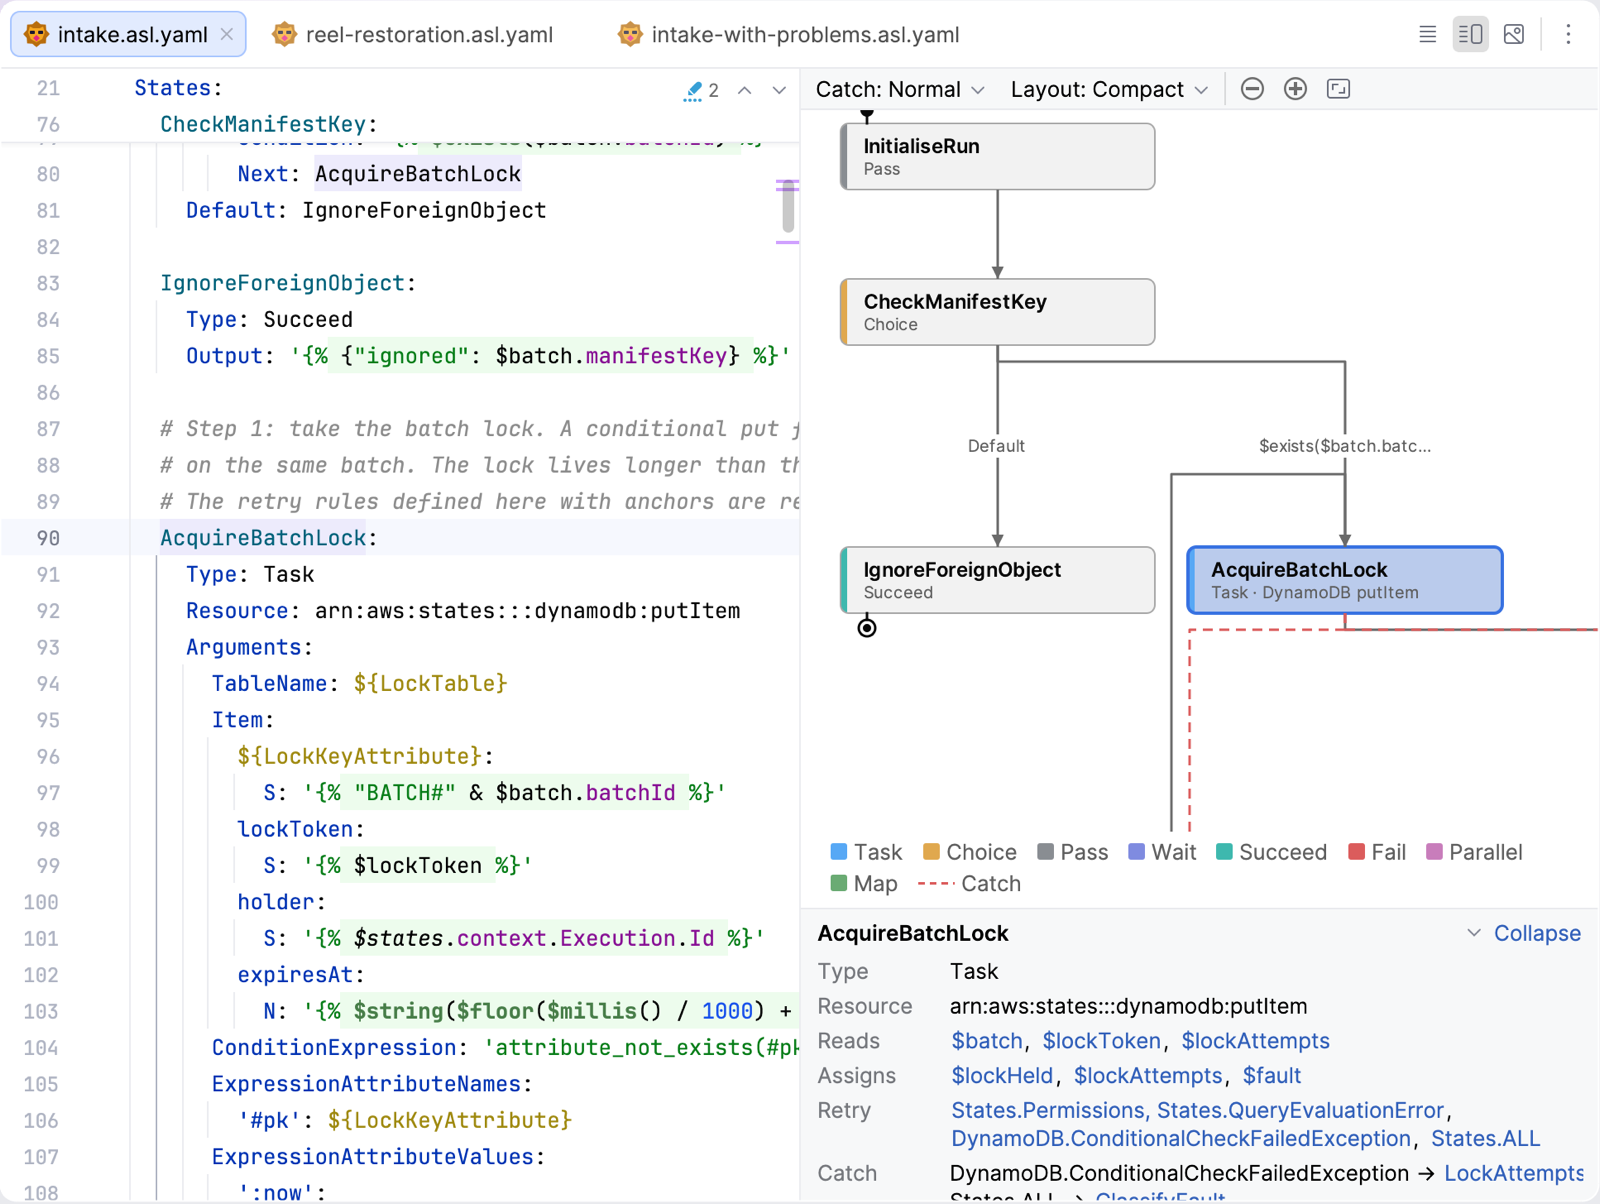 intake.asl.yaml
reel-restoration.asl.yaml
intake-with-problems.asl.yaml
21 States:
2
76 CheckManifestKey:
80 Next: AcquireBatchLock
81 Default: IgnoreForeignObject
82
83 IgnoreForeignObject:
84 Type: Succeed
85 Output: '{% {"ignored": $batch.manifestKey} %}'
86
87 # Step 1: take the batch lock. A conditional put
88 # on the same batch. The lock lives longer than
89 # The retry rules defined here with anchors are
90 AcquireBatchLock:
91 Type: Task
92 Resource: arn:aws:states:::dynamodb:putItem
93 Arguments:
94 TableName: ${LockTable}
95 Item:
96 ${LockKeyAttribute}:
97 S: '{% "BATCH#" & $batch.batchId %}'
98 lockToken:
99 S: '{% $lockToken %}'
100 holder:
101 S: '{% $states.context.Execution.Id %}'
102 expiresAt:
103 N: '{% $string($floor($millis() / 1000) +
104 ConditionExpression: 'attribute_not_exists(#pk
105 ExpressionAttributeNames:
106 '#pk': ${LockKeyAttribute}
107 ExpressionAttributeValues:
108 ':now':
Catch: Normal
Layout: Compact
InitialiseRun
Pass
CheckManifestKey
Choice
Default
$exists($batch.batc...
IgnoreForeignObject
Succeed
AcquireBatchLock
Task · DynamoDB putItem
Task Choice Pass Wait Succeed Fail Parallel
Map Catch
AcquireBatchLock
Collapse
Type Task
Resource arn:aws:states:::dynamodb:putItem
Reads $batch, $lockToken, $lockAttempts
Assigns $lockHeld, $lockAttempts, $fault
Retry States.Permissions, States.QueryEvaluationError,
DynamoDB.ConditionalCheckFailedException, States.ALL
Catch DynamoDB.ConditionalCheckFailedException → LockAttempts
States.ALL → ClassifyFault